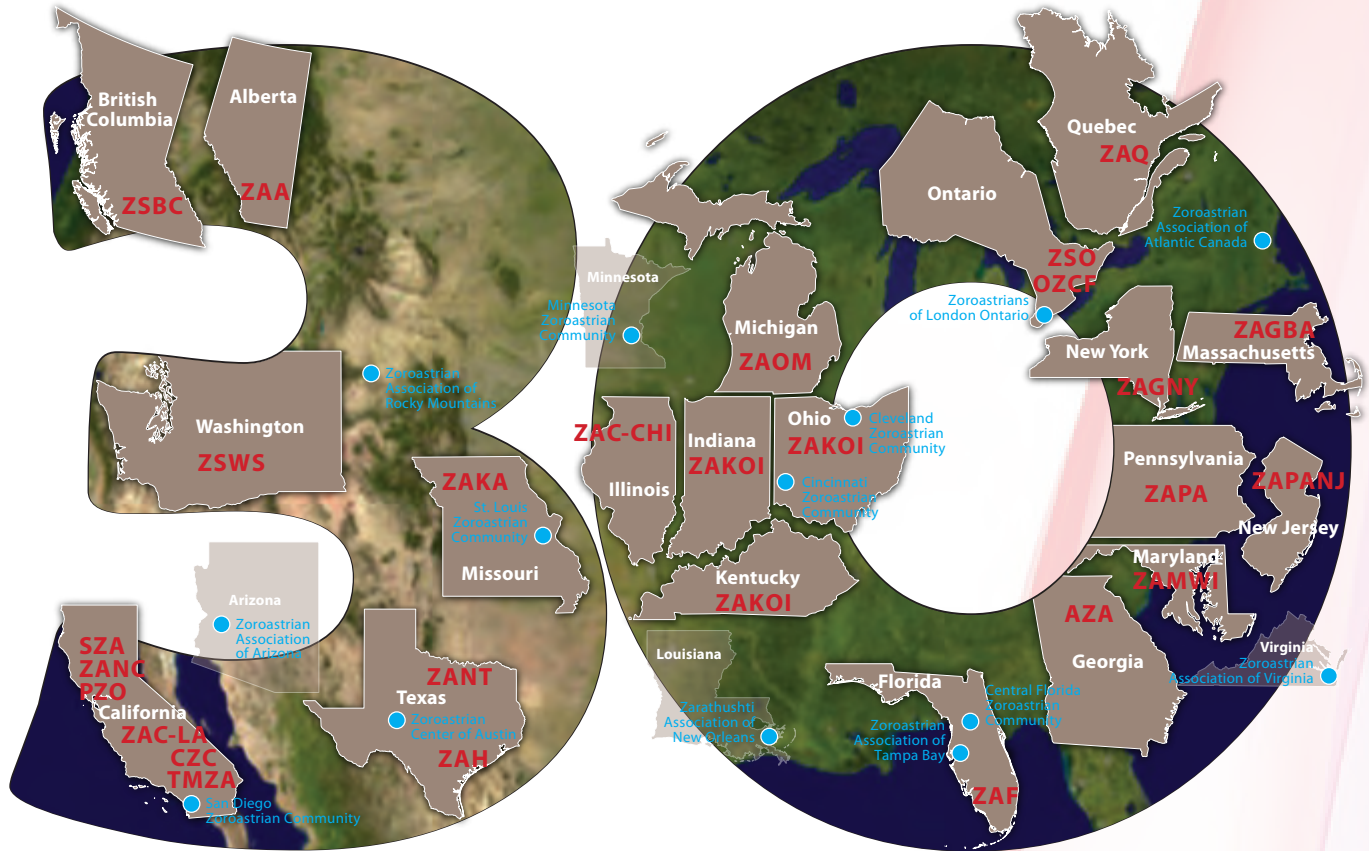 British
Columbia
ZSBC
Alberta
ZAA
Washington
ZSWS
Zoroastrian
Association of
Rocky Mountains
ZAKA
St. Louis
Zoroastrian
Community
Missouri
Arizona
Zoroastrian
Association
of Arizona
SZA
ZANC
PZO
California
ZAC-LA
CZC
TMZA
San Diego
Zoroastrian Community
ZANT
Texas
Zoroastrian
Center of Austin
ZAH
Minnesota
Minnesota
Zoroastrian
Community
Michigan
ZAOM
Ontario
ZSO
OZCF
Zoroastrians
of London Ontario
Quebec
ZAQ
Zoroastrian
Association of
Atlantic Canada
New York
ZAGNY
ZAGBA
Massachusetts
ZAC-CHI
Illinois
Indiana
ZAKOI
Ohio
ZAKOI
Cleveland
Zoroastrian
Community
Cincinnati
Zoroastrian
Community
Kentucky
ZAKOI
Pennsylvania
ZAPA
ZAPANJ
New Jersey
Maryland
ZAMWI
AZA
Georgia
Virginia
Zoroastrian
Association of Virginia
Louisiana
Zarathushti
Association of
New Orleans
Florida
Central Florida
Zoroastrian
Community
Zoroastrian
Association of
Tampa Bay
ZAF